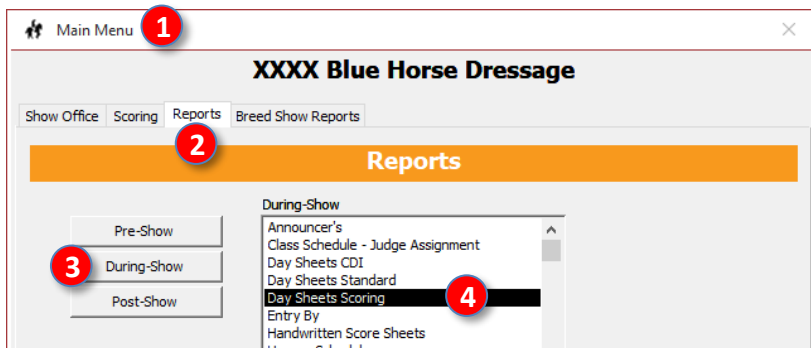 Main Menu 1
XXXX Blue Horse Dressage
Show Office Scoring Reports Breed Show Reports
2
Reports
During-Show
Pre-Show
3 During-Show
Post-Show
Announcer's
Class Schedule - Judge Assignment
Day Sheets CDI
Day Sheets Standard
Day Sheets Scoring 4
Entry By
Handwritten Score Sheets